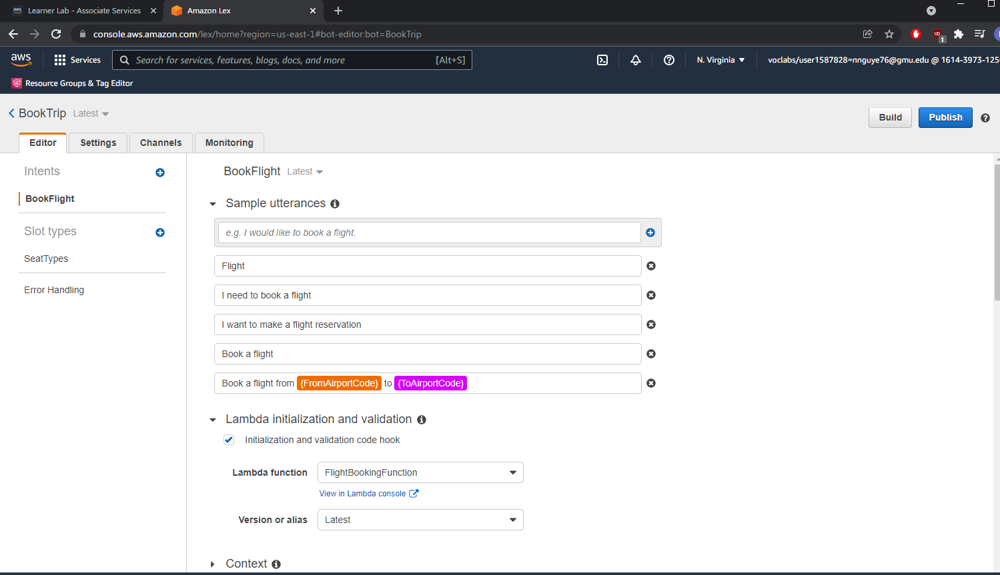 Learner Lab - Associate Services
Amazon Lex
console.aws.amazon.com/lex/home?region=us-east-1#bot-editor:bot=BookTrip
1
aws Services Search for services, features, blogs, docs, and more [Alt+S] N. Virginia voclabs/user1587828=nnguye76@gmu.edu @ 1614-3973-125
Resource Groups & Tag Editor
BookTrip Latest
Build Publish
Editor Settings Channels Monitoring
Intents
BookFlight
Slot types
SeatTypes
Error Handling
BookFlight Latest
Sample utterances
e.g. I would like to book a flight.
Flight
I need to book a flight
I want to make a flight reservation
Book a flight
Book a flight from {FromAirportCode} to {ToAirportCode}
Lambda initialization and validation
Initialization and validation code hook
Lambda function FlightBookingFunction
View in Lambda console
Version or alias Latest
Context